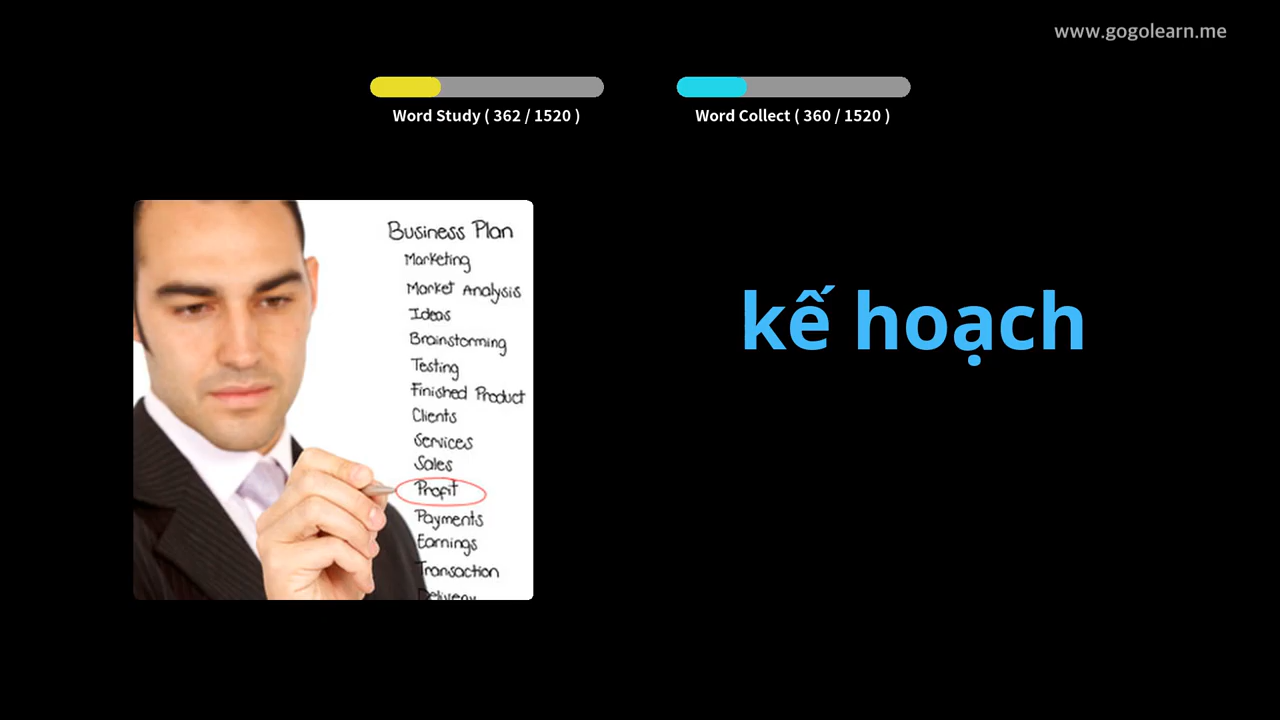 www.gogolearn.me
Word Study ( 362 / 1520 )
Word Collect ( 360 / 1520 )
Business Plan
Marketing
Market Analysis
Ideas
Brainstorming
Testing
Finished Product
Clients
Services
Sales
Profit
Payments
Earnings
Transaction
Delivery
kế hoạch